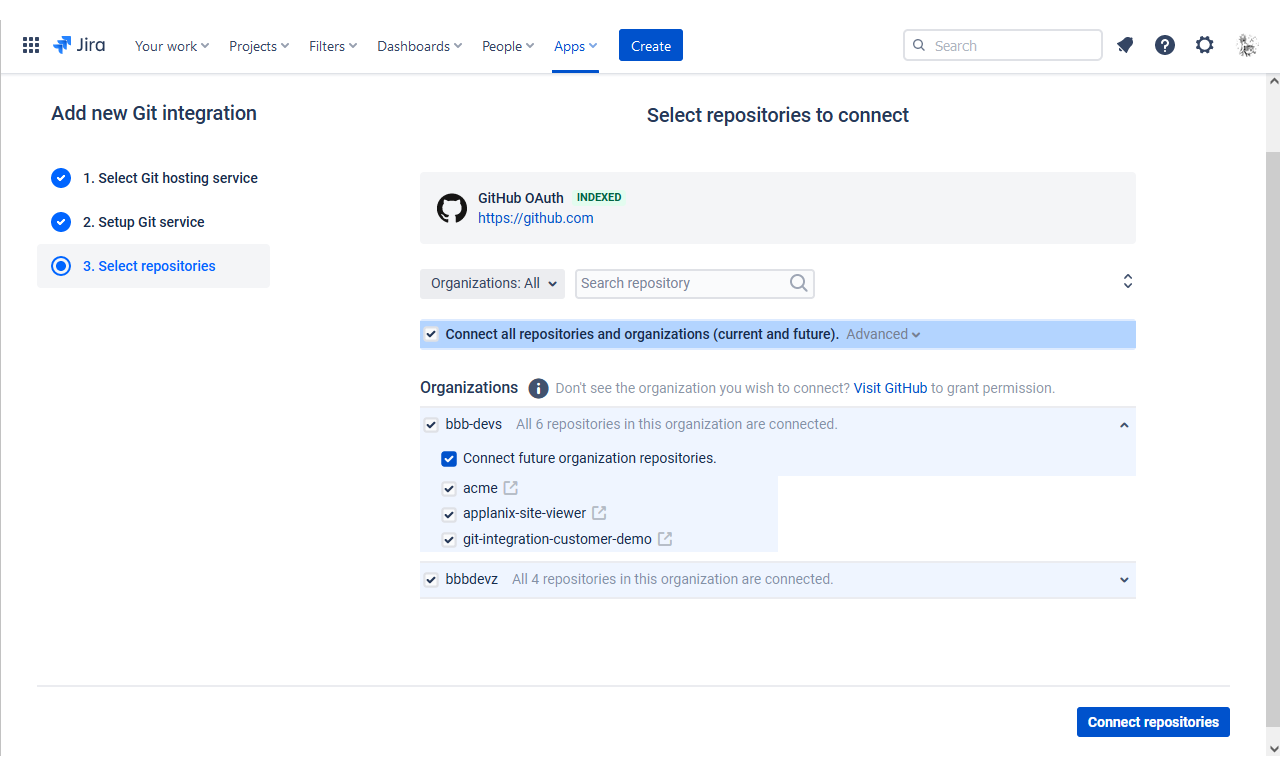 Jira Your work Projects Filters Dashboards People Apps Create Search
Add new Git integration
Select repositories to connect
1. Select Git hosting service
2. Setup Git service
3. Select repositories
GitHub OAuth INDEXED
https://github.com
Organizations: All Search repository
Connect all repositories and organizations (current and future). Advanced
Organizations Don't see the organization you wish to connect? Visit GitHub to grant permission.
bbb-devs All 6 repositories in this organization are connected.
Connect future organization repositories.
acme
applanix-site-viewer
git-integration-customer-demo
bbbdevz All 4 repositories in this organization are connected.
Connect repositories